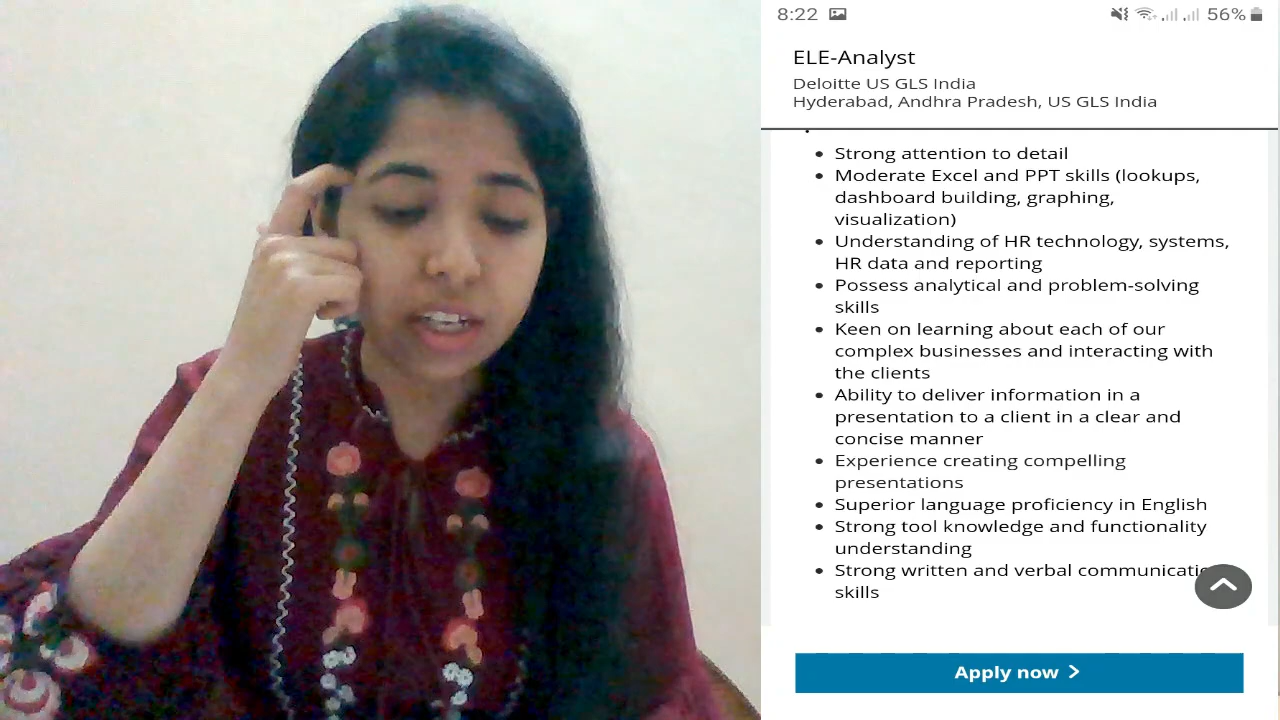 8:22
56%
ELE-Analyst
Deloitte US GLS India
Hyderabad, Andhra Pradesh, US GLS India
• Strong attention to detail
• Moderate Excel and PPT skills (lookups,
dashboard building, graphing,
visualization)
• Understanding of HR technology, systems,
HR data and reporting
• Possess analytical and problem-solving
skills
• Keen on learning about each of our
complex businesses and interacting with
the clients
• Ability to deliver information in a
presentation to a client in a clear and
concise manner
• Experience creating compelling
presentations
• Superior language proficiency in English
• Strong tool knowledge and functionality
understanding
• Strong written and verbal communicatio
skills
Apply now >